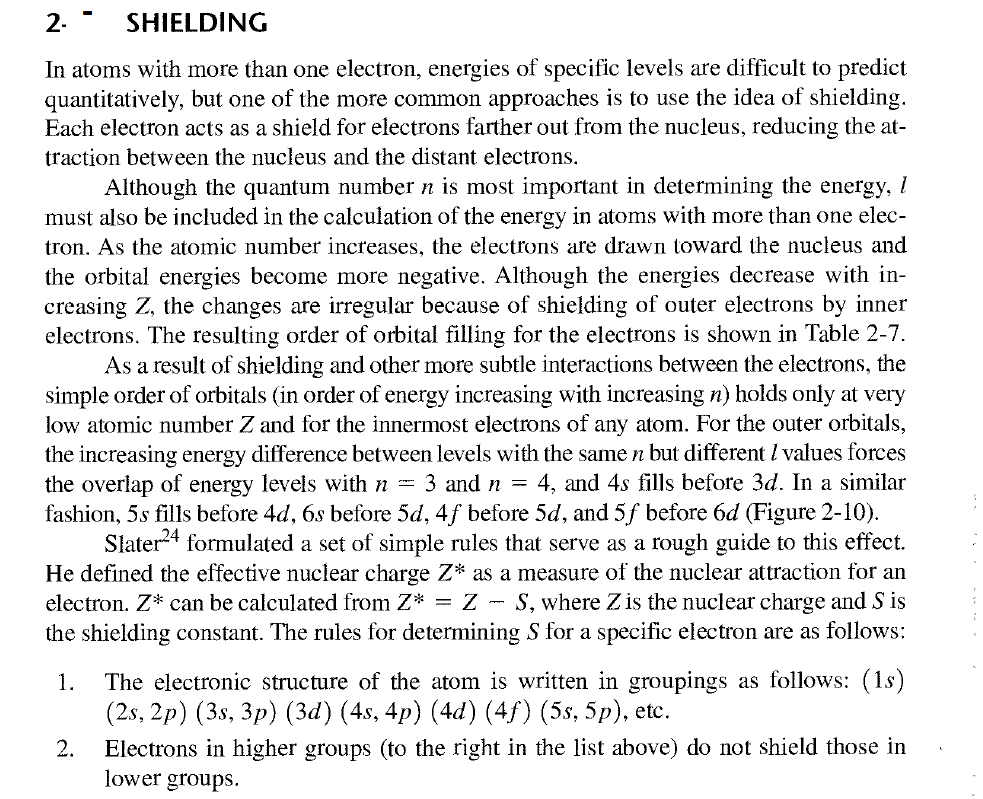 2- SHIELDING
In atoms with more than one electron, energies of specific levels are difficult to predict
quantitatively, but one of the more common approaches is to use the idea of shielding.
Each electron acts as a shield for electrons farther out from the nucleus, reducing the at-
traction between the nucleus and the distant electrons.
Although the quantum number n is most important in determining the energy, l
must also be included in the calculation of the energy in atoms with more than one elec-
tron. As the atomic number increases, the electrons are drawn toward the nucleus and
the orbital energies become more negative. Although the energies decrease with in-
creasing Z, the changes are irregular because of shielding of outer electrons by inner
electrons. The resulting order of orbital filling for the electrons is shown in Table 2-7.
As a result of shielding and other more subtle interactions between the electrons, the
simple order of orbitals (in order of energy increasing with increasing n) holds only at very
low atomic number Z and for the innermost electrons of any atom. For the outer orbitals,
the increasing energy difference between levels with the same n but different l values forces
the overlap of energy levels with n = 3 and n = 4, and 4s fills before 3d. In a similar
fashion, 5s fills before 4d, 6s before 5d, 4f before 5d, and 5f before 6d (Figure 2-10).
Slater²⁴ formulated a set of simple rules that serve as a rough guide to this effect.
He defined the effective nuclear charge Z* as a measure of the nuclear attraction for an
electron. Z* can be calculated from Z* = Z − S, where Z is the nuclear charge and S is
the shielding constant. The rules for determining S for a specific electron are as follows:
1. The electronic structure of the atom is written in groupings as follows: (1s)
(2s, 2p) (3s, 3p) (3d) (4s, 4p) (4d) (4f) (5s, 5p), etc.
2. Electrons in higher groups (to the right in the list above) do not shield those in
lower groups.